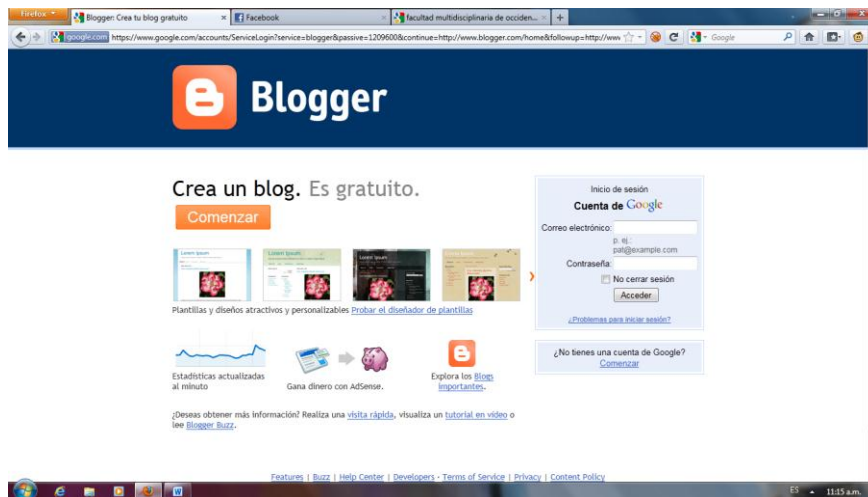 Firefox
Blogger: Crea tu blog gratuito
Facebook
facultad multidisciplinaria de occiden...
google.com https://www.google.com/accounts/ServiceLogin?service=blogger&passive=1209600&continue=http://www.blogger.com/home&followup=http://www
Google
Blogger
Crea un blog. Es gratuito.
Comenzar
Plantillas y diseños atractivos y personalizables Probar el diseñador de plantillas
Estadísticas actualizadas
al minuto
Gana dinero con AdSense.
Explora los Blogs
importantes.
¿Deseas obtener más información? Realiza una visita rápida, visualiza un tutorial en vídeo o
lee Blogger Buzz.
Inicio de sesión
Cuenta de Google
Correo electrónico:
p. ej.:
pat@example.com
Contraseña:
No cerrar sesión
Acceder
¿Problemas para iniciar sesión?
¿No tienes una cuenta de Google?
Comenzar
Features | Buzz | Help Center | Developers · Terms of Service | Privacy | Content Policy
ES
11:15 a.m.